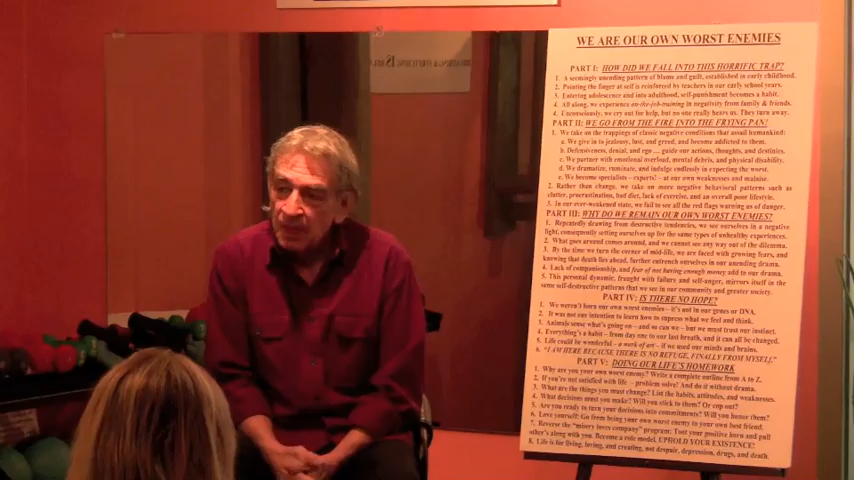 WE ARE OUR OWN WORST ENEMIES
PART I: HOW DID WE FALL INTO THIS HORRIFIC TRAP?
1. A seemingly unending pattern of blame and guilt, established in early childhood.
2. Pointing the finger at self is reinforced by teachers in our early school years.
3. Entering adolescence and into adulthood, self-punishment becomes a habit.
4. All along, we experience on-the-job-training in negativity from family & friends.
5. Unconsciously, we cry out for help, but no one really hears us. They turn away.
PART II: WE GO FROM THE FIRE INTO THE FRYING PAN!
1. We take on the trappings of classic negative conditions that assail humankind:
a. We give in to jealousy, lust, and greed, and become addicted to them.
b. Defensiveness, denial, and ego ... guide our actions, thoughts, and destinies.
c. We partner with emotional overload, mental debris, and physical disability.
d. We dramatize, ruminate, and indulge endlessly in expecting the worst.
e. We become specialists – experts! – at our own weaknesses and malaise.
2. Rather than change, we take on more negative behavioral patterns such as
clutter, procrastination, bad diet, lack of exercise, and an overall poor lifestyle.
3. In our ever-weakened state, we fail to see all the red flags warning us of danger.
PART III: WHY DO WE REMAIN OUR OWN WORST ENEMIES?
1. Repeatedly drawing from destructive tendencies, we see ourselves in a negative
light, consequently setting ourselves up for the same types of unhealthy experiences.
2. What goes around comes around, and we cannot see any way out of the dilemma.
3. By the time we turn the corner of mid-life, we are faced with growing fears, and
knowing that death lies ahead, further entrench ourselves in our unending drama.
4. Lack of companionship, and fear of not having enough money add to our drama.
5. This personal dynamic, fraught with failure and self-anger, mirrors itself in the
same self-destructive patterns that we see in our community and greater society.
PART IV: IS THERE NO HOPE?
1. We weren't born our own worst enemies – it's not in our genes or DNA.
2. It was not our intention to learn how to suppress what we feel and think.
3. Animals sense what's going on – and so can we – but we must trust our instinct.
4. Everything's a habit – from day one to our last breath, and it can all be changed.
5. Life could be wonderful – a work of art – if we used our minds and brains.
6. "I AM HERE BECAUSE THERE IS NO REFUGE, FINALLY FROM MYSELF."
PART V: DOING OUR LIFE'S HOMEWORK
1. Why are you your own worst enemy? Write a complete outline from A to Z.
2. If you're not satisfied with life – problem solve! And do it without drama.
3. What are the things you must change? List the habits, attitudes, and weaknesses.
4. What decisions must you make? Will you stick to them? Or cop out?
5. Are you ready to turn your decisions into commitments? Will you honor them?
6. Love yourself: Go from being your own worst enemy to your own best friend.
7. Reverse the "misery loves company" program: Toot your positive horn and pull
other's along with you. Become a role model. UPHOLD YOUR EXISTENCE!
8. Life is for living, loving, and creating, not despair, depression, drugs, and death.